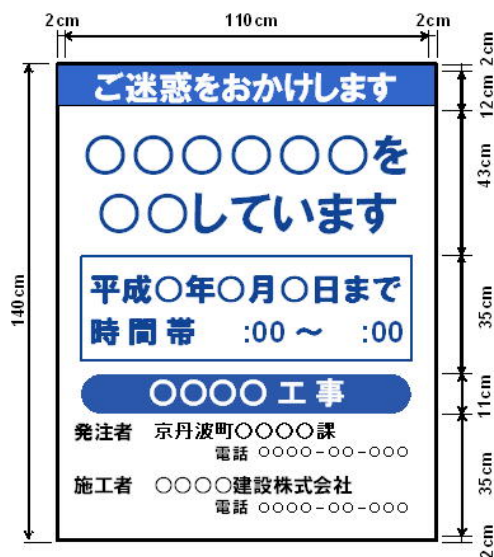 2cm 110cm 2cm
2cm
12cm
43cm
35cm
11cm
35cm
2cm
140cm
ご迷惑をおかけします
○○○○○○を
○○しています
平成○年○月○日まで
時間帯 :00 ~ :00
○○○○工事
発注者 京丹波町○○○○課
電話 ○○○○-○○-○○○
施工者 ○○○○建設株式会社
電話 ○○○○-○○-○○○